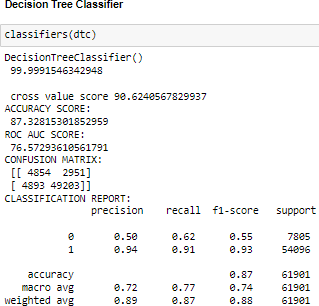 Decision Tree Classifier
classifiers(dtc)
DecisionTreeClassifier()
99.9991546342948
cross value score 90.6240567829937
ACCURACY SCORE:
87.32815301852959
ROC AUC SCORE:
76.57293610561791
CONFUSION MATRIX:
[[ 4854 2951]
[ 4893 49203]]
CLASSIFICATION REPORT:
precision recall f1-score support
0 0.50 0.62 0.55 7805
1 0.94 0.91 0.93 54096
accuracy 0.87 61901
macro avg 0.72 0.77 0.74 61901
weighted avg 0.89 0.87 0.88 61901